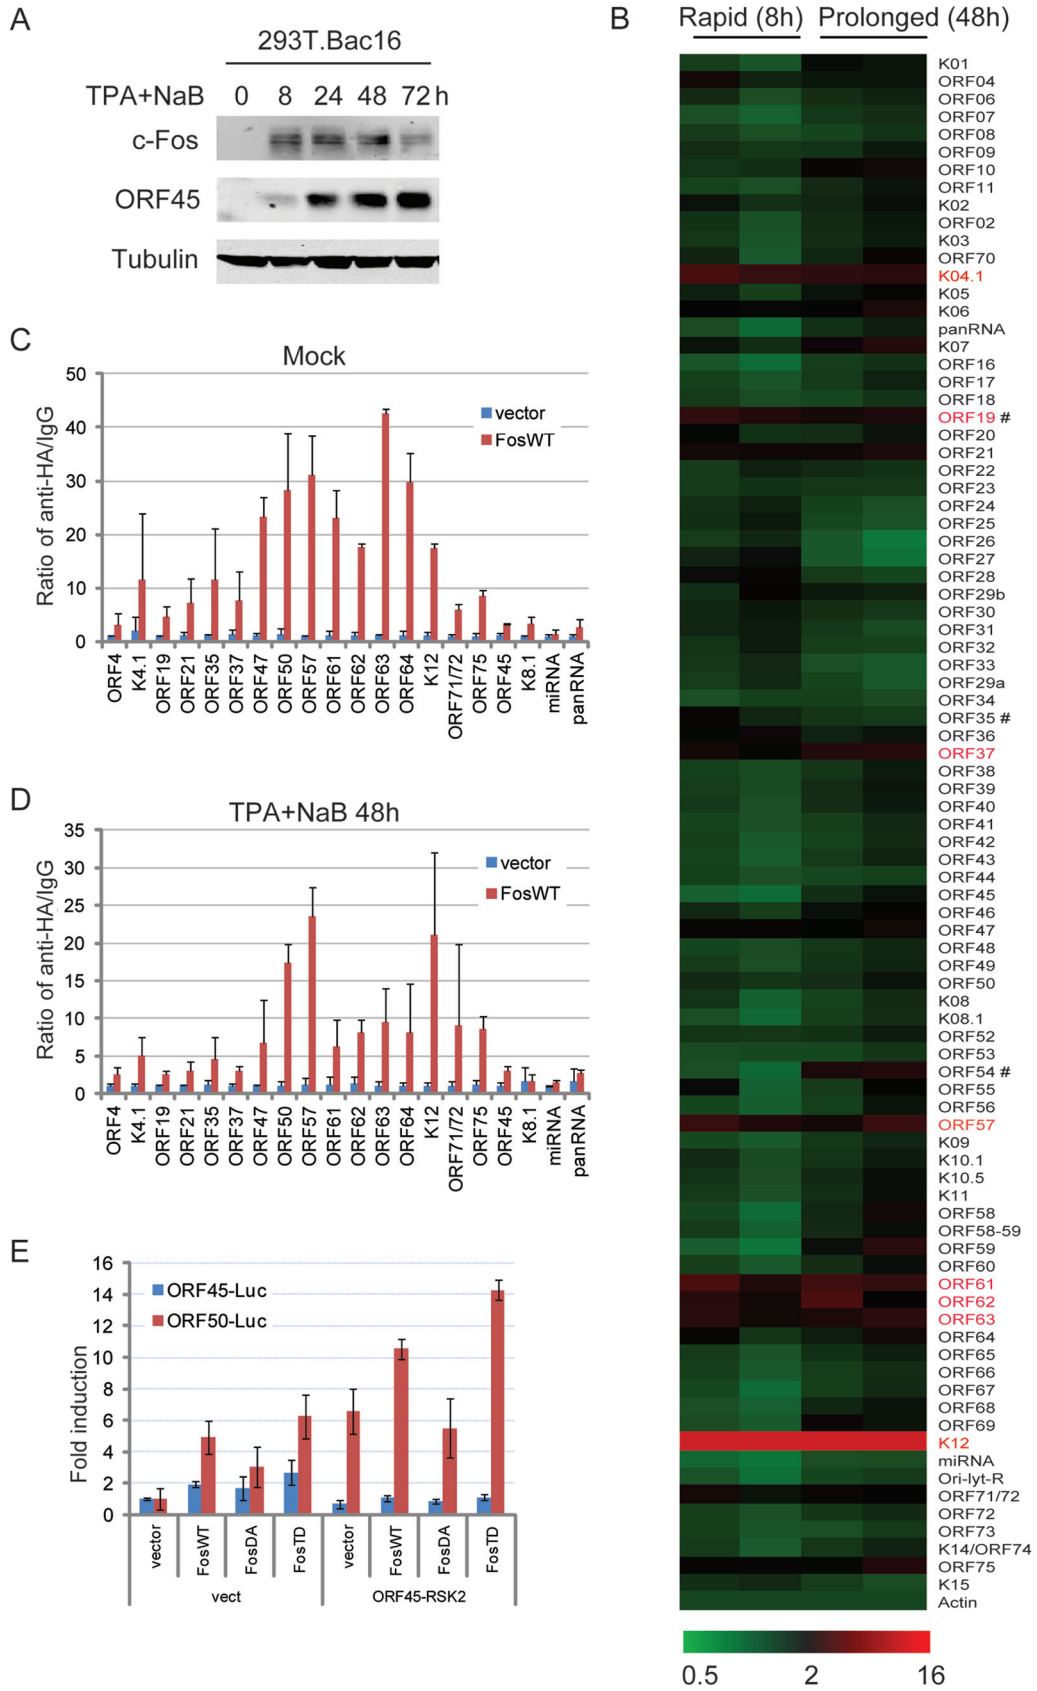 A
293T.Bac16
TPA+NaB 0 8 24 48 72 h
c-Fos
ORF45
Tubulin
B
Rapid (8h) Prolonged (48h)
K01
ORF04
ORF06
ORF07
ORF08
ORF09
ORF10
ORF11
K02
ORF02
K03
ORF70
K04.1
K05
K06
panRNA
K07
ORF16
ORF17
ORF18
ORF19 #
ORF20
ORF21
ORF22
ORF23
ORF24
ORF25
ORF26
ORF27
ORF28
ORF29b
ORF30
ORF31
ORF32
ORF33
ORF29a
ORF34
ORF35 #
ORF36
ORF37
ORF38
ORF39
ORF40
ORF41
ORF42
ORF43
ORF44
ORF45
ORF46
ORF47
ORF48
ORF49
ORF50
K08
K08.1
ORF52
ORF53
ORF54 #
ORF55
ORF56
ORF57
K09
K10.1
K10.5
K11
ORF58
ORF58-59
ORF59
ORF60
ORF61
ORF62
ORF63
ORF64
ORF65
ORF66
ORF67
ORF68
ORF69
K12
miRNA
Ori-lyt-R
ORF71/72
ORF72
ORF73
K14/ORF74
ORF75
K15
Actin
0.5 2 16
C
Mock
Ratio of anti-HA/IgG
50
40
30
20
10
0
vector
FosWT
ORF4 K4.1 ORF19 ORF21 ORF35 ORF37 ORF47 ORF50 ORF57 ORF61 ORF62 ORF63 ORF64 K12 ORF71/72 ORF75 ORF45 K8.1 miRNA panRNA
D
TPA+NaB 48h
Ratio of anti-HA/IgG
35
30
25
20
15
10
5
0
vector
FosWT
ORF4 K4.1 ORF19 ORF21 ORF35 ORF37 ORF47 ORF50 ORF57 ORF61 ORF62 ORF63 ORF64 K12 ORF71/72 ORF75 ORF45 K8.1 miRNA panRNA
E
Fold induction
16
14
12
10
8
6
4
2
0
ORF45-Luc
ORF50-Luc
vector FosWT FosDA FosTD vector FosWT FosDA FosTD
vect ORF45-RSK2